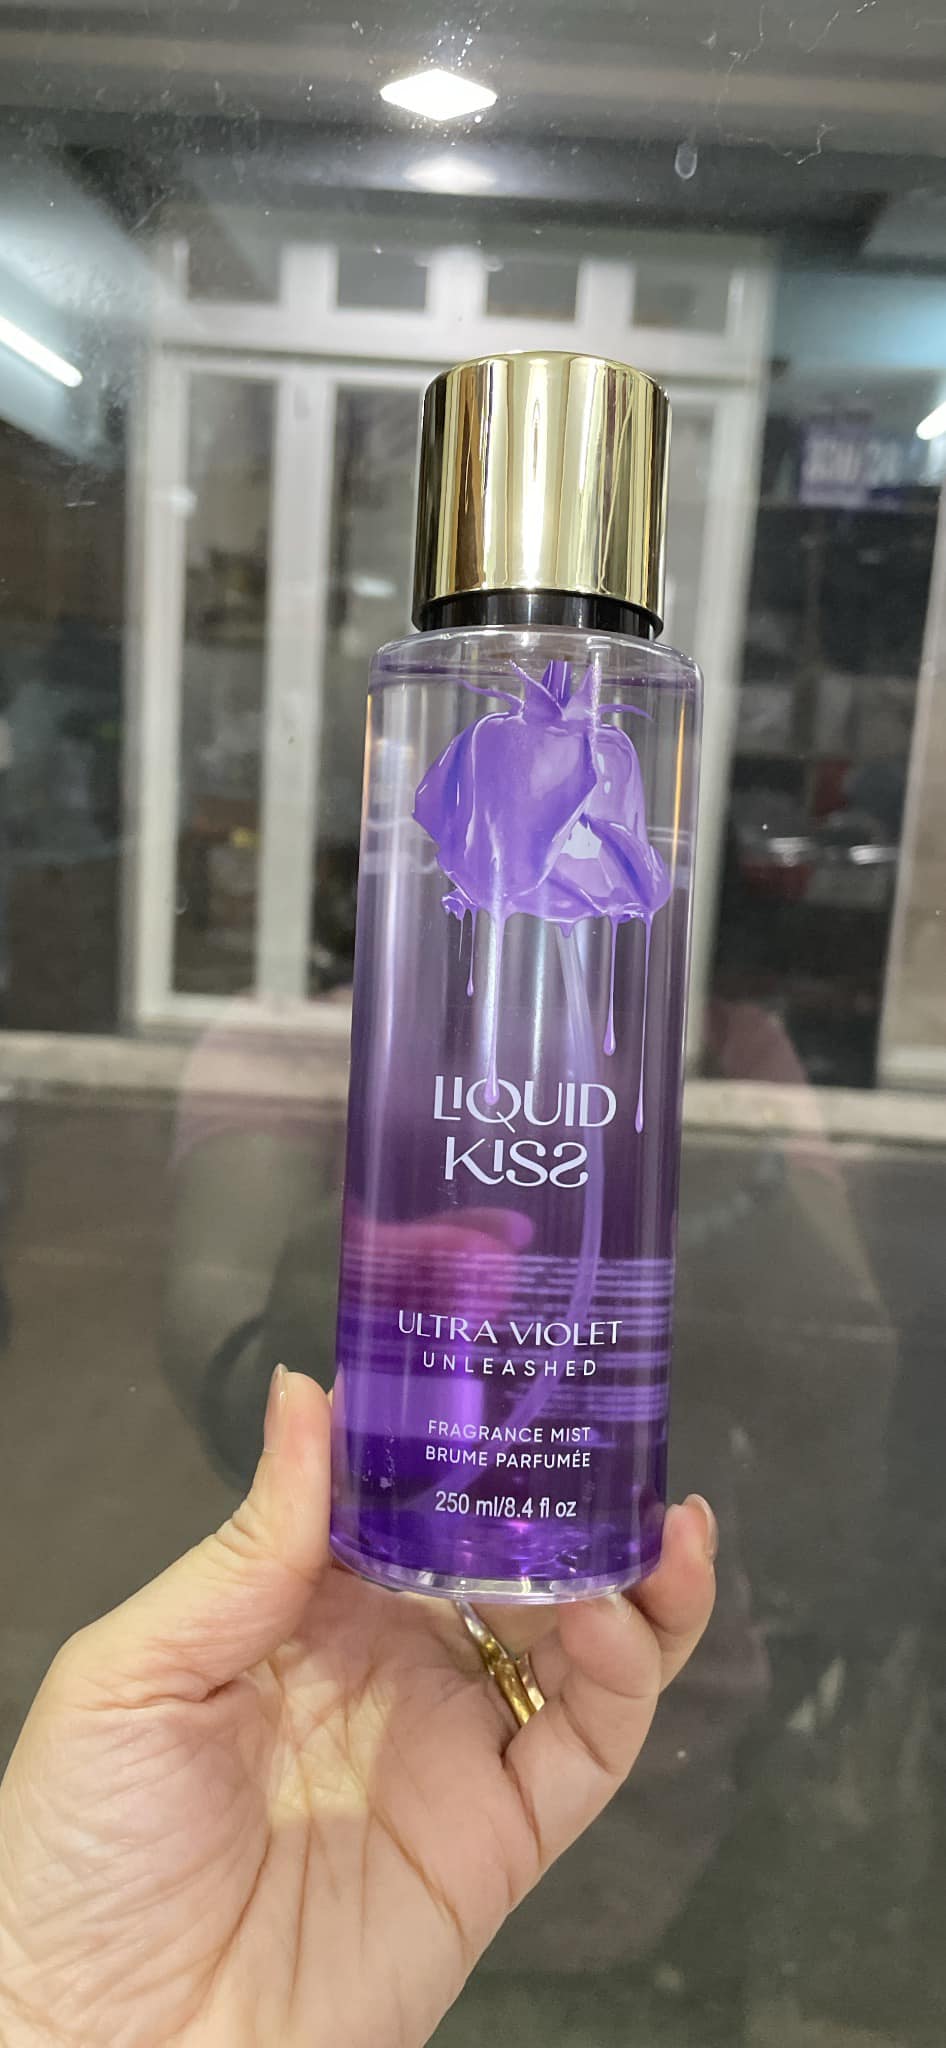 LIQUID
KISS
ULTRA VIOLET
UNLEASHED
FRAGRANCE MIST
BRUME PARFUMÉE
250 ml/8.4 fl oz